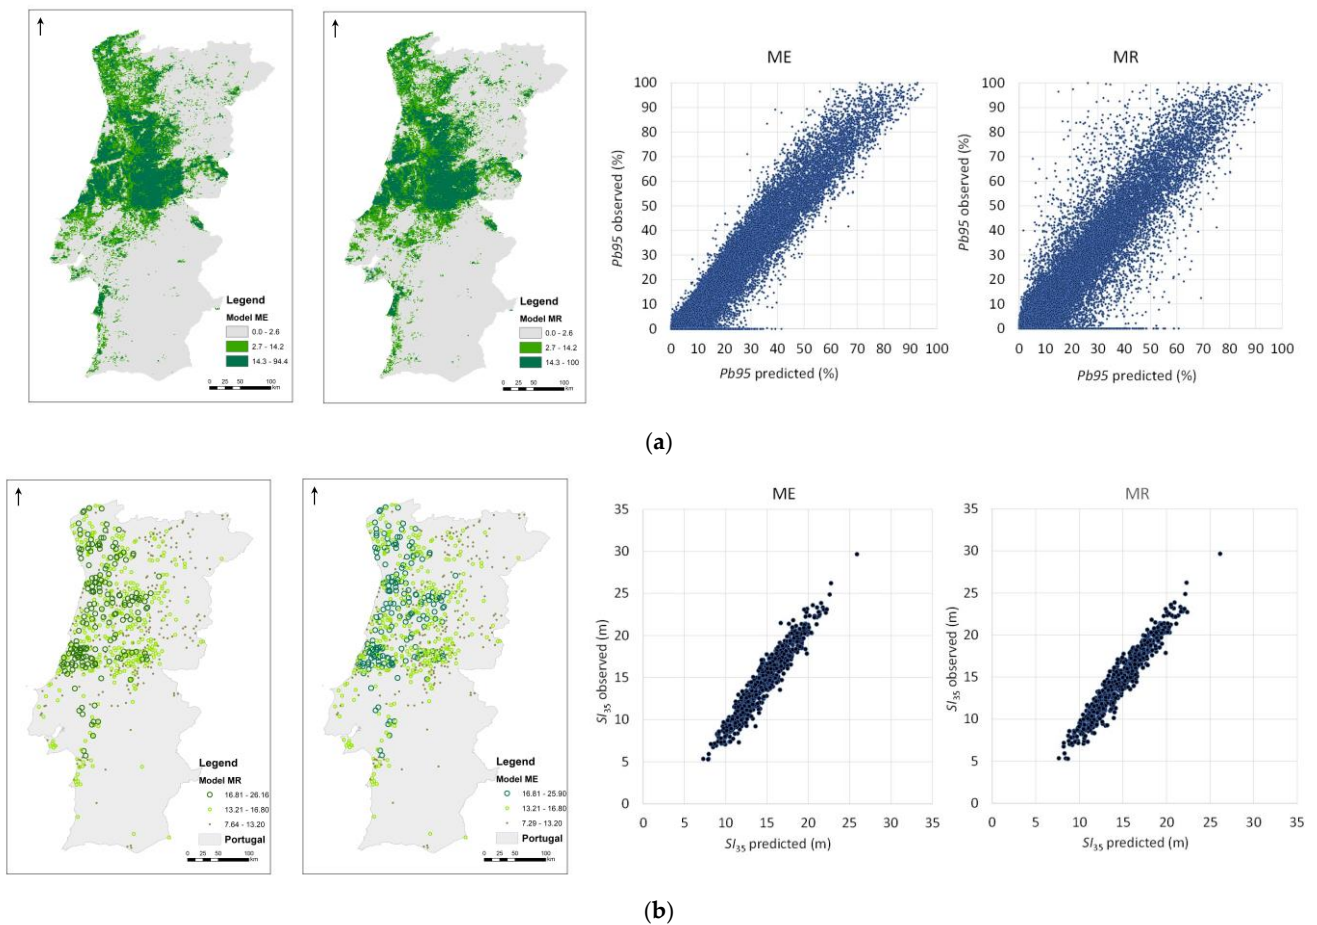 Legend
Model ME
0.0 - 2.6
2.7 - 14.2
14.3 - 94.4
0 25 50 100
km
Legend
Model MR
0.0 - 2.6
2.7 - 14.2
14.3 - 100
0 25 50 100
km
ME
100
90
80
70
60
50
40
30
20
10
0
Pb95 observed (%)
0 10 20 30 40 50 60 70 80 90 100
Pb95 predicted (%)
MR
100
90
80
70
60
50
40
30
20
10
0
Pb95 observed (%)
0 10 20 30 40 50 60 70 80 90 100
Pb95 predicted (%)
(a)
Legend
Model MR
16.81 - 26.16
13.21 - 16.80
7.64 - 13.20
Portugal
0 25 50 100
km
Legend
Model ME
16.81 - 25.90
13.21 - 16.80
7.29 - 13.20
Portugal
0 25 50 100
km
ME
35
30
25
20
15
10
5
0
SI35 observed (m)
0 5 10 15 20 25 30 35
SI35 predicted (m)
MR
35
30
25
20
15
10
5
0
SI35 observed (m)
0 5 10 15 20 25 30 35
SI35 predicted (m)
(b)